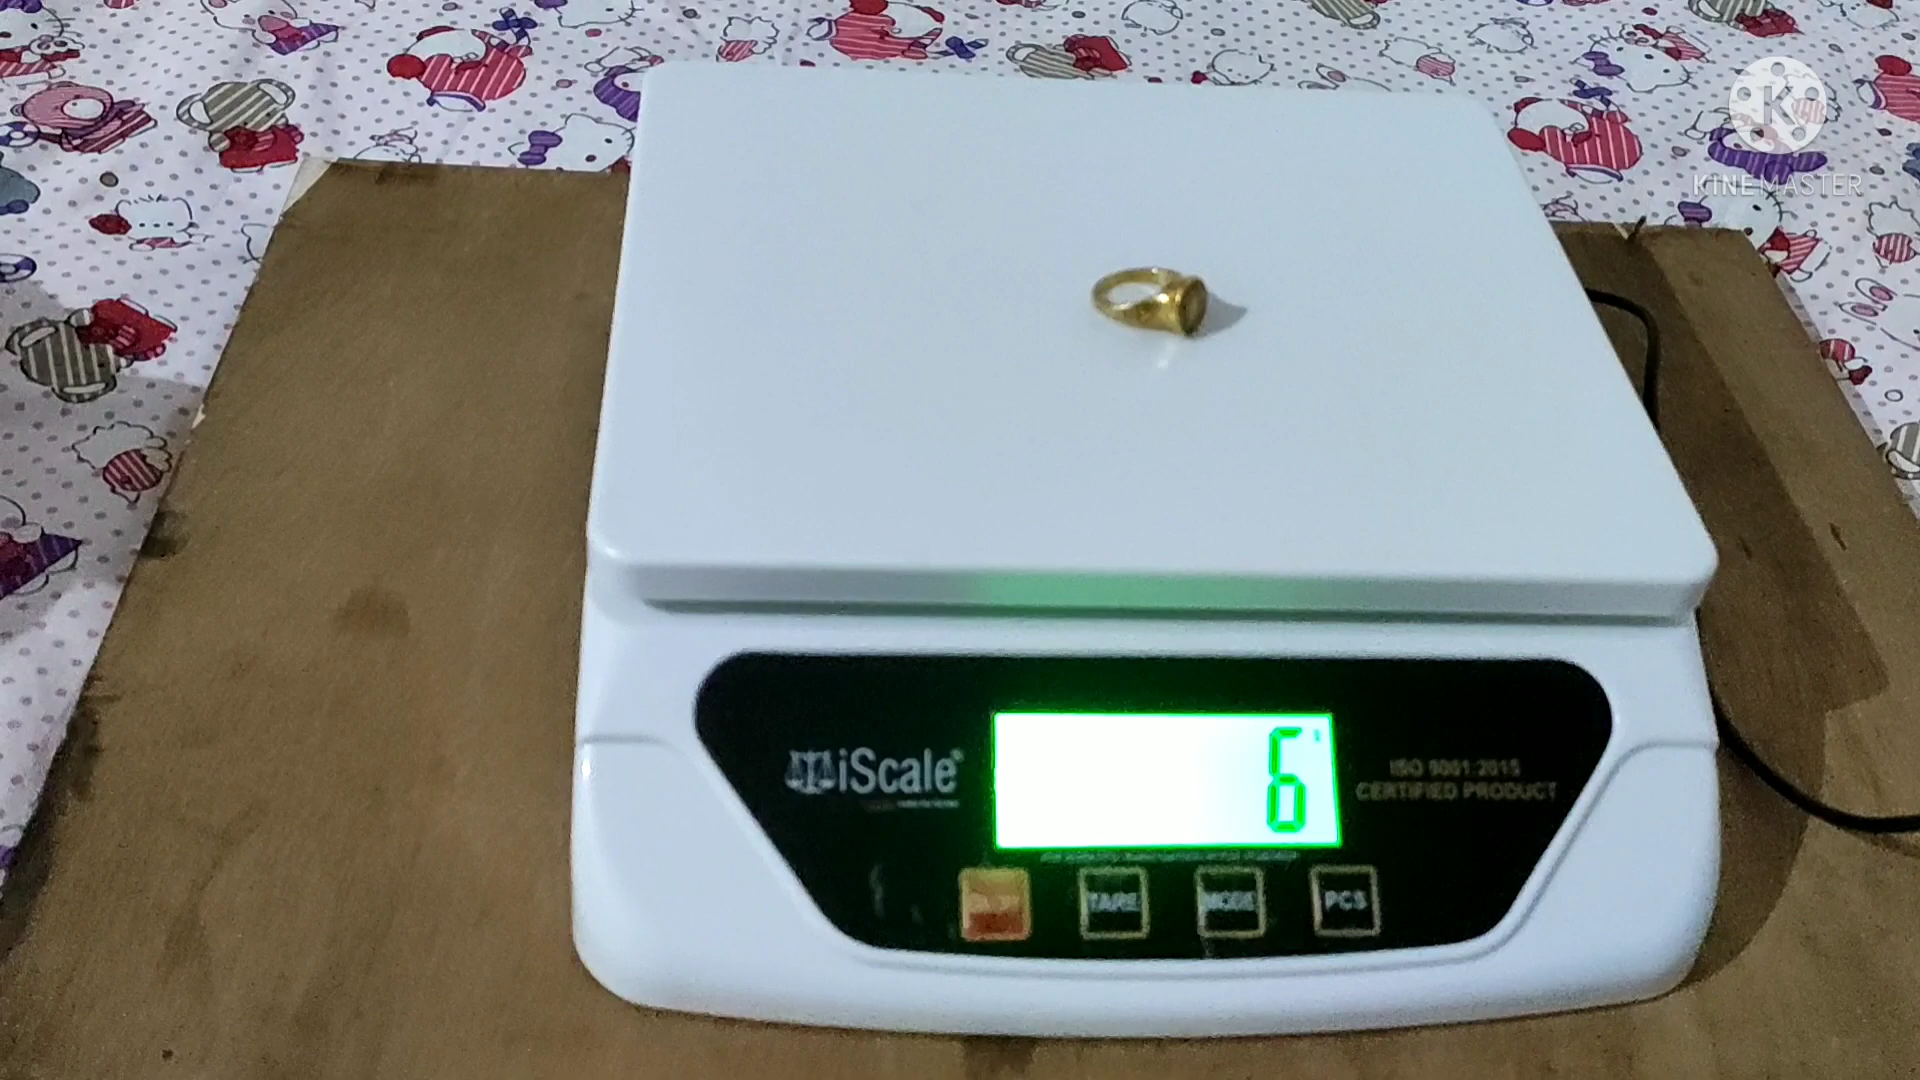 K
KINEMASTER
iScale
6
ISO 9001:2015
CERTIFIED PRODUCT
TARE
MODE
PCS